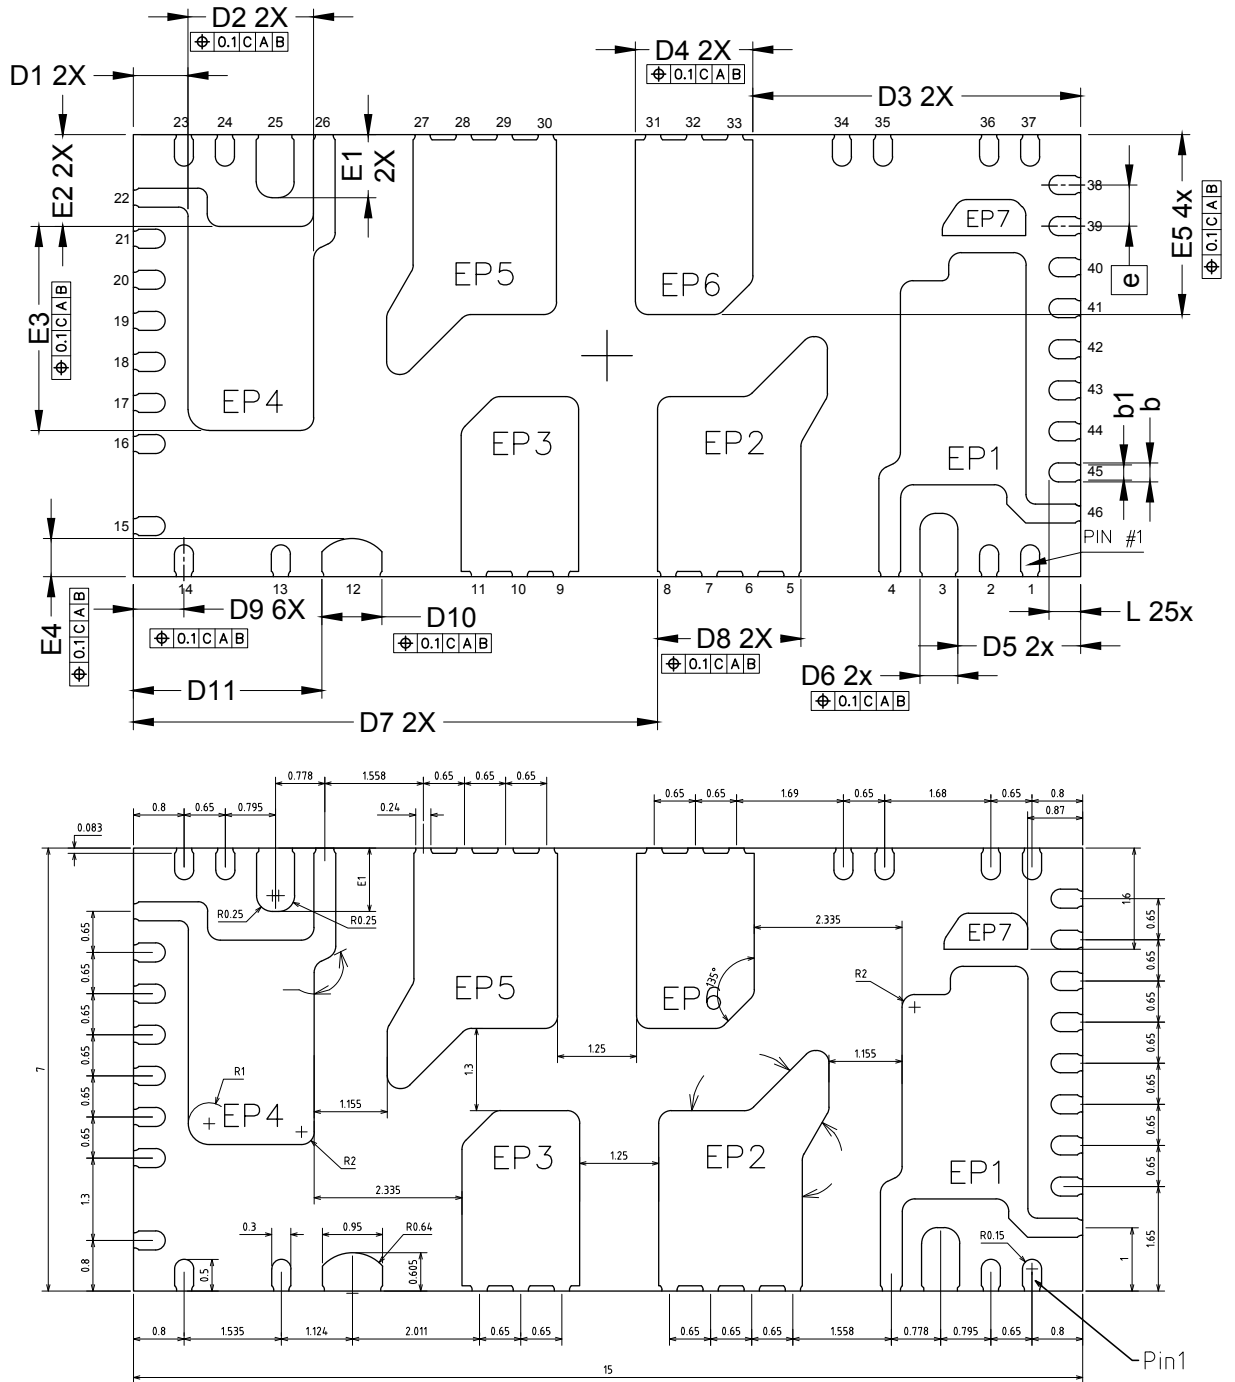 D2 2X
⌖ 0.1 C A B
D4 2X
⌖ 0.1 C A B
D1 2X
D3 2X
23 24 25 26 27 28 29 30 31 32 33 34 35 36 37
E2 2X
E1 2X
E5 4x
⌖ 0.1 C A B
22
38
21
39
EP7
e
20
40
EP5
EP6
19
41
E3
⌖ 0.1 C A B
18
42
17
EP4
43
b1
b
16
44
EP3
EP2
EP1
45
46
15
PIN #1
E4
⌖ 0.1 C A B
14 13 12 11 10 9 8 7 6 5 4 3 2 1
D9 6X
⌖ 0.1 C A B
D10
⌖ 0.1 C A B
D8 2X
⌖ 0.1 C A B
L 25x
D5 2x
D6 2x
⌖ 0.1 C A B
D11
D7 2X
0.778 1.558 0.65 0.65 0.65
0.8 0.65 0.795
0.24
0.65 0.65 1.69 0.65 1.68 0.65 0.8
0.87
0.083
E1
1.6
R0.25
R0.25
2.335
EP7
0.65
0.65
0.65
0.65
0.65
0.65
1.3
0.8
7
EP5
EP6
135°
R2
1.25
1.3
1.155
R1
EP4
1.155
R2
EP3
1.25
EP2
EP1
0.65
0.65
0.65
0.65
0.65
0.65
0.65
1.65
2.335
0.3
0.95
R0.64
0.5
0.605
R0.15
1
0.8 1.535 1.124 2.011 0.65 0.65 0.65 0.65 0.65 1.558 0.778 0.795 0.65 0.8
Pin1
15